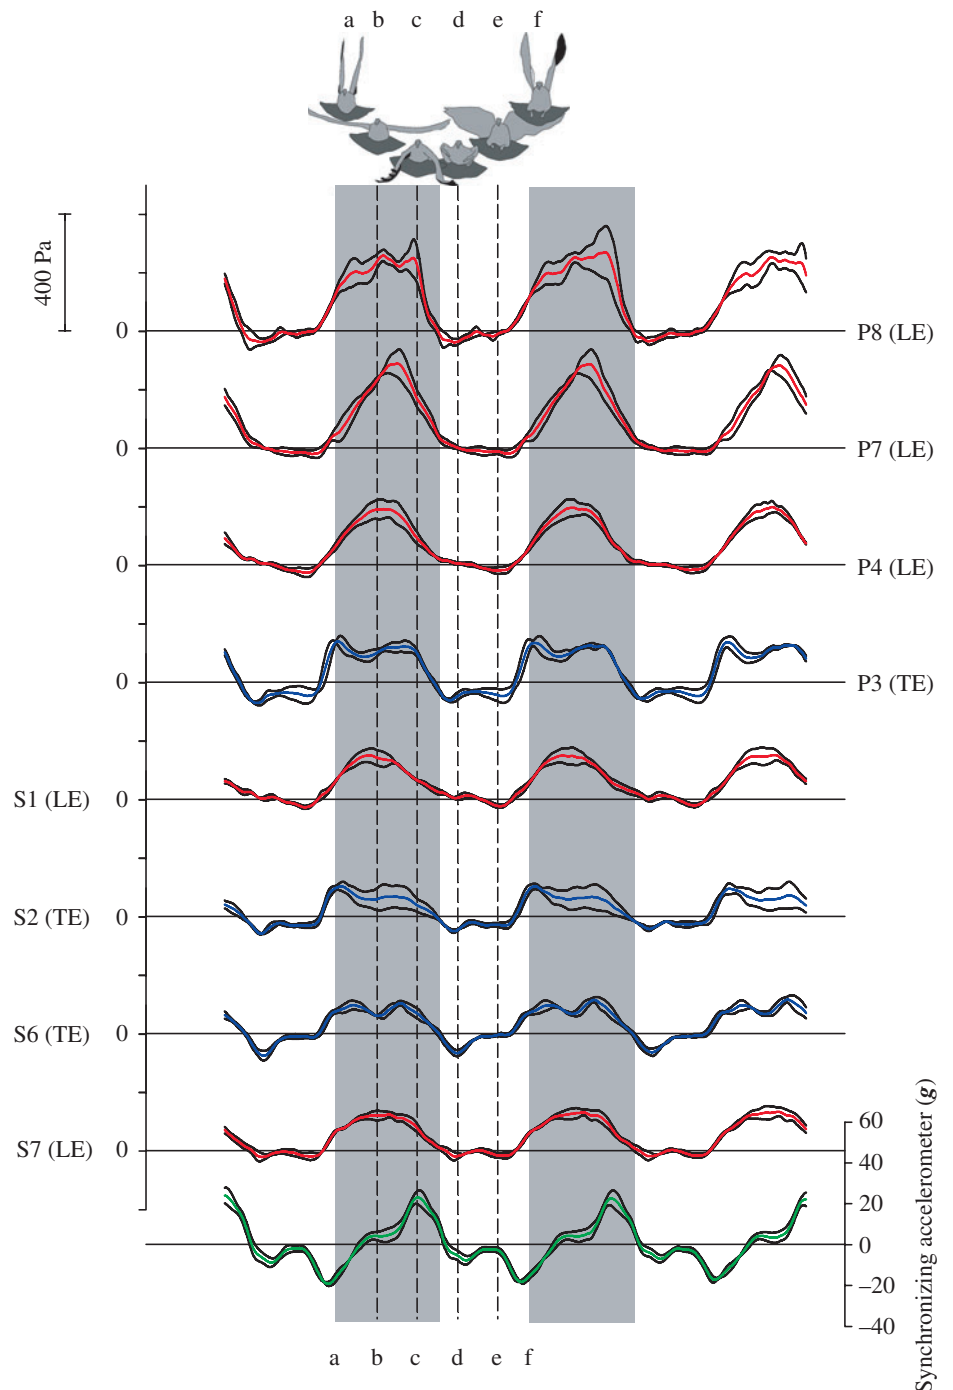 a b c d e f
400 Pa
0 P8 (LE)
0 P7 (LE)
0 P4 (LE)
0 P3 (TE)
S1 (LE) 0
S2 (TE) 0
S6 (TE) 0
S7 (LE) 0
60
40
20
0
–20
–40
Synchronizing accelerometer (g)
a b c d e f